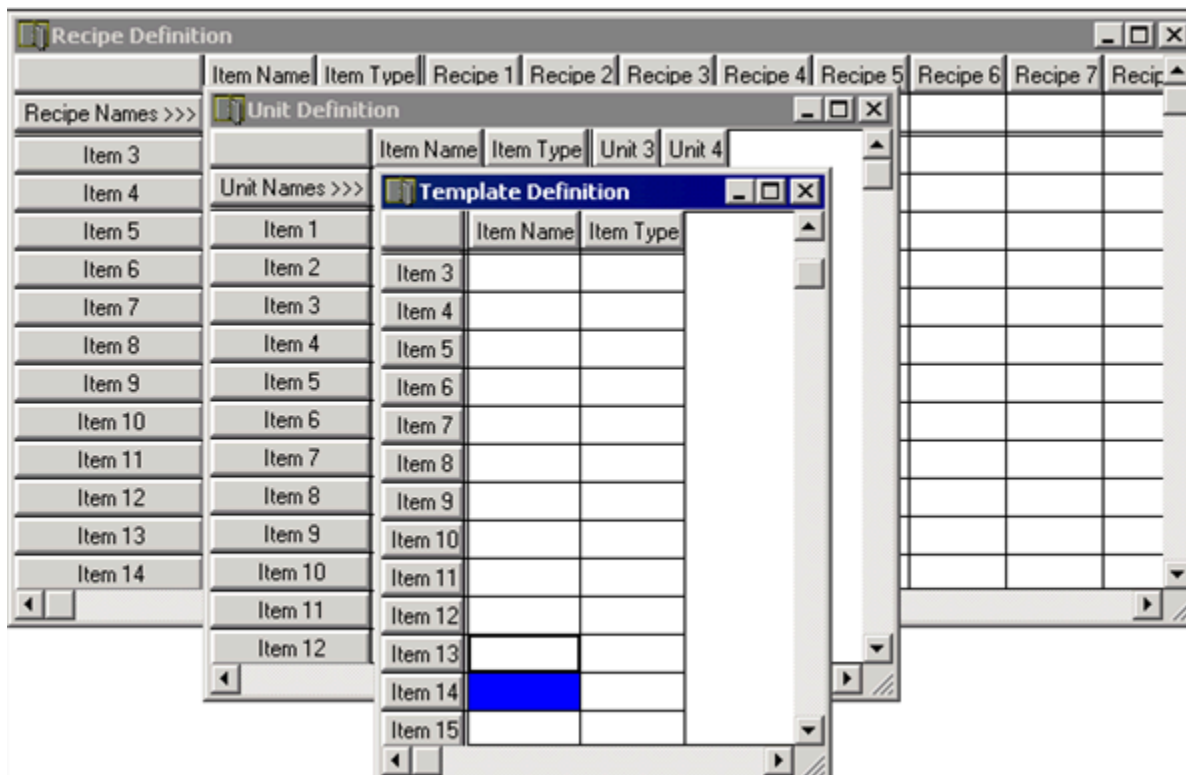 Recipe Definition
Item Name Item Type Recipe 1 Recipe 2 Recipe 3 Recipe 4 Recipe 5 Recipe 6 Recipe 7 Recip
Recipe Names >>>
Item 3
Item 4
Item 5
Item 6
Item 7
Item 8
Item 9
Item 10
Item 11
Item 12
Item 13
Item 14
Unit Definition
Item Name Item Type Unit 3 Unit 4
Unit Names >>>
Item 1
Item 2
Item 3
Item 4
Item 5
Item 6
Item 7
Item 8
Item 9
Item 10
Item 11
Item 12
Template Definition
Item Name Item Type
Item 3
Item 4
Item 5
Item 6
Item 7
Item 8
Item 9
Item 10
Item 11
Item 12
Item 13
Item 14
Item 15